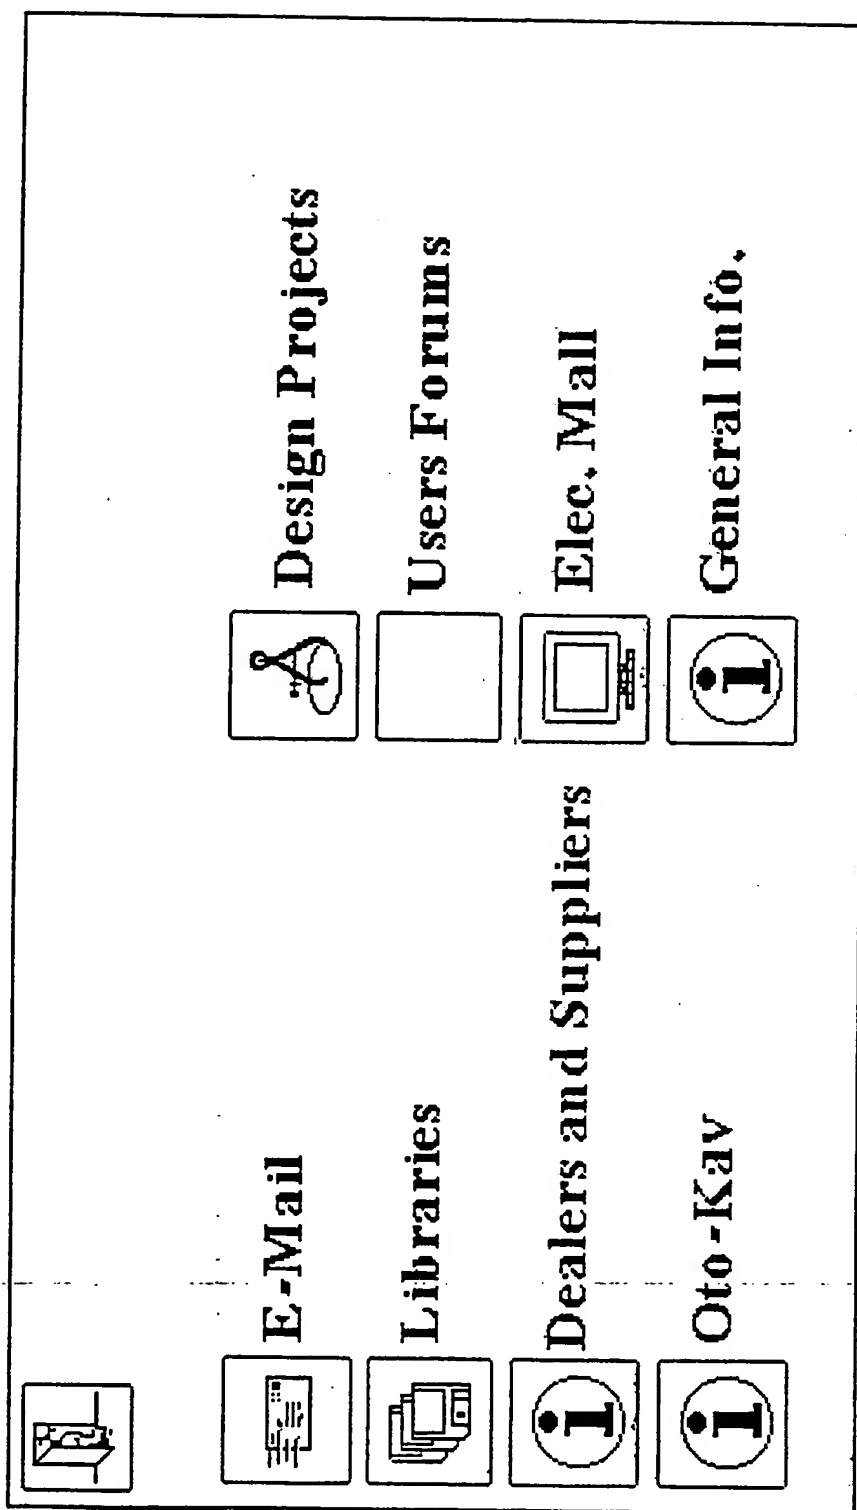 E-Mail
Libraries
Dealers and Suppliers
Oto-Kav
Design Projects
Users Forums
Elec. Mall
General Info.